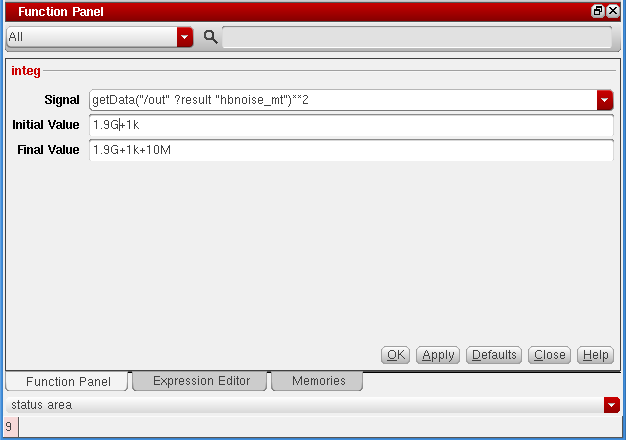 Function Panel
All
integ
Signal getData("/out" ?result "hbnoise_mt")**2
Initial Value 1.9G+1k
Final Value 1.9G+1k+10M
OK Apply Defaults Close Help
Function Panel Expression Editor Memories
status area
9